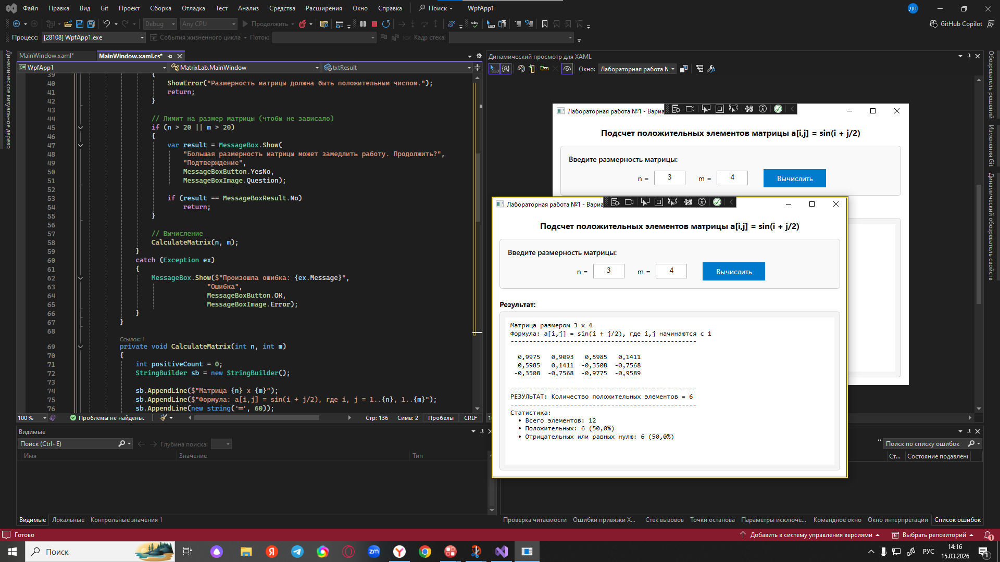 Файл Правка Вид Git Проект Сборка Отладка Тест Анализ Средства Расширения Окно Справка Поиск WpfApp1 ЛП
Debug Any CPU Продолжить GitHub Copilot
Процесс: [28108] WpfApp1.exe События жизненного цикла Поток: Кадр стека:
Динамическое визуальное дерево
MainWindow.xaml* MainWindow.xaml.cs*
WpfApp1 MatrixLab.MainWindow txtResult
39 {
40 ShowError("Размерность матрицы должна быть положительным числом.");
41 return;
42 }
43
44 // Лимит на размер матрицы (чтобы не зависало)
45 if (n > 20 || m > 20)
46 {
47 var result = MessageBox.Show(
48 "Большая размерность матрицы может замедлить работу. Продолжить?",
49 "Подтверждение",
50 MessageBoxButton.YesNo,
51 MessageBoxImage.Question);
52
53 if (result == MessageBoxResult.No)
54 return;
55 }
56
57 // Вычисление
58 CalculateMatrix(n, m);
59 }
60 catch (Exception ex)
61 {
62 MessageBox.Show($"Произошла ошибка: {ex.Message}",
63 "Ошибка",
64 MessageBoxButton.OK,
65 MessageBoxImage.Error);
66 }
67 }
68
Ссылок: 1
69 private void CalculateMatrix(int n, int m)
70 {
71 int positiveCount = 0;
72 StringBuilder sb = new StringBuilder();
73
74 sb.AppendLine($"Матрица {n} x {m}");
75 sb.AppendLine($"Формула: a[i,j] = sin(i + j/2), где i, j = 1..{n}, 1..{m}");
76 sb.AppendLine(new string('=', 60));
100 % Проблемы не найдены. Стр: 136 Симв: 2 Пробелы CRLF
Динамический просмотр для XAML
Окно: Лабораторная работа N
Лабораторная работа №1 - Вариа
Подсчет положительных элементов матрицы a[i,j] = sin(i + j/2)
Введите размерность матрицы:
n = 3 m = 4 Вычислить
Лабораторная работа №1 - Вариа
Подсчет положительных элементов матрицы a[i,j] = sin(i + j/2)
Введите размерность матрицы:
n = 3 m = 4 Вычислить
Результат:
Матрица размером 3 x 4
Формула: a[i,j] = sin(i + j/2), где i,j начинаются с 1
--------------------------------------------------
0,9975 0,9093 0,5985 0,1411
0,5985 0,1411 -0,3508 -0,7568
-0,3508 -0,7568 -0,9775 -0,9589
--------------------------------------------------
РЕЗУЛЬТАТ: Количество положительных элементов = 6
--------------------------------------------------
Статистика:
• Всего элементов: 12
• Положительных: 6 (50,0%)
• Отрицательных или равных нулю: 6 (50,0%)
Обозреватель решений
Изменения Git
Динамический обозреватель свойств
Видимые
Поиск (Ctrl+E) Глубина поиска:
Имя Значение Тип
Видимые Локальные Контрольные значения 1
Поиск по списку ошибок
Ст... Состояние подавлени
Проверка читаемости Ошибки привязки X... Стек вызовов Точки останова Параметры исключе... Командное окно Окно интерпретации Список ошибок
Готово Добавить в систему управления версиями Выбрать репозиторий 1
Поиск Я zm Y РУС 14:16
15.03.2026 1